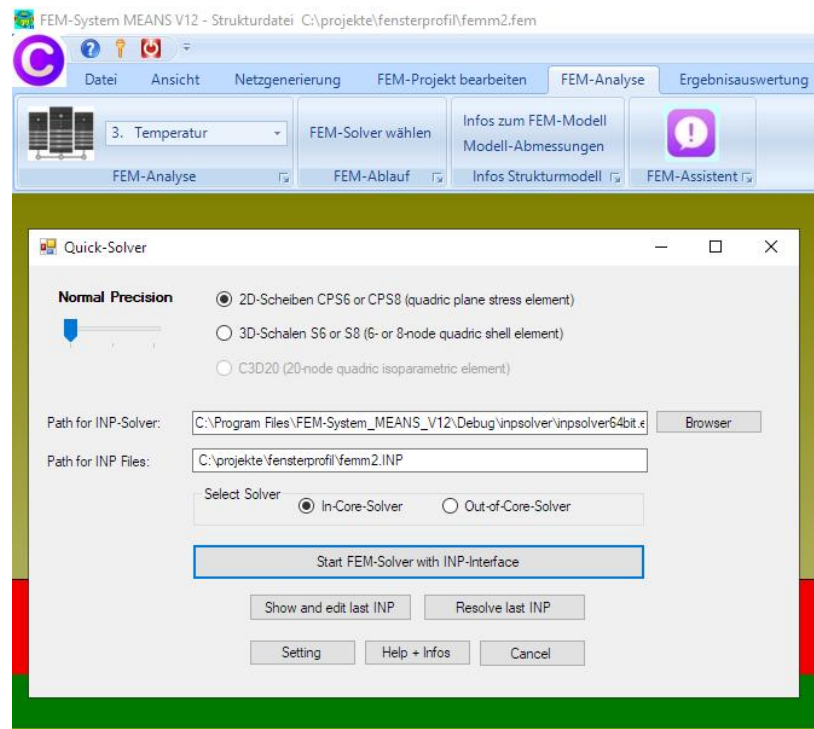 FEM-System MEANS V12 - Strukturdatei C:\projekte\fensterprofil\femm2.fem
C
Datei Ansicht Netzgenerierung FEM-Projekt bearbeiten FEM-Analyse Ergebnisauswertung
3. Temperatur
FEM-Solver wählen
Infos zum FEM-Modell
Modell-Abmessungen
FEM-Analyse FEM-Ablauf Infos Strukturmodell FEM-Assistent
Quick-Solver
Normal Precision
2D-Scheiben CPS6 or CPS8 (quadric plane stress element)
3D-Schalen S6 or S8 (6- or 8-node quadric shell element)
C3D20 (20-node quadric isoparametric element)
Path for INP-Solver: C:\Program Files\FEM-System_MEANS_V12\Debug\inpsolver\inpsolver64bit.e Browser
Path for INP Files: C:\projekte\fensterprofil\femm2.INP
Select Solver
In-Core-Solver Out-of-Core-Solver
Start FEM-Solver with INP-Interface
Show and edit last INP Resolve last INP
Setting Help + Infos Cancel